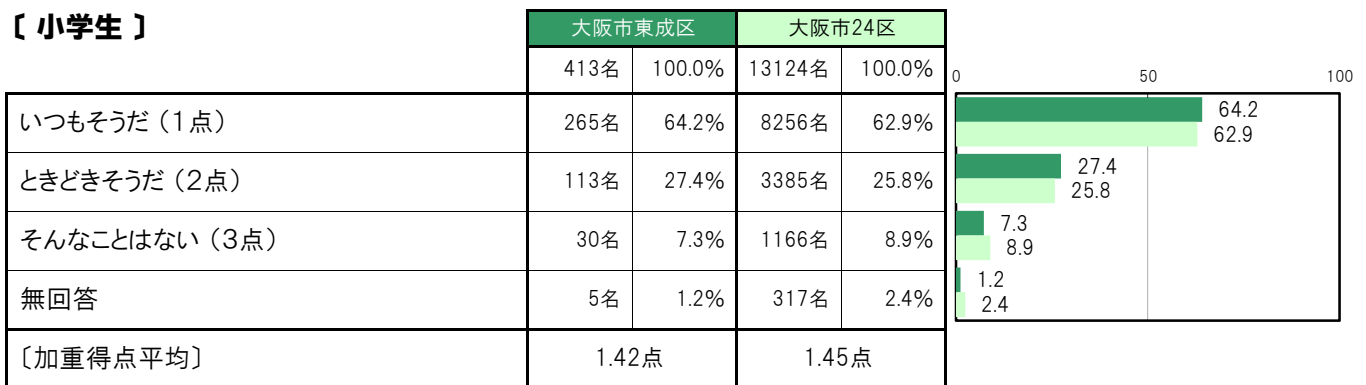 〔 小学生 〕
大阪市東成区 大阪市24区
413名 100.0% 13124名 100.0%
0 50 100
いつもそうだ（1点） 265名 64.2% 8256名 62.9%
64.2
62.9
ときどきそうだ（2点） 113名 27.4% 3385名 25.8%
27.4
25.8
そんなことはない（3点） 30名 7.3% 1166名 8.9%
7.3
8.9
無回答 5名 1.2% 317名 2.4%
1.2
2.4
〔加重得点平均〕 1.42点 1.45点